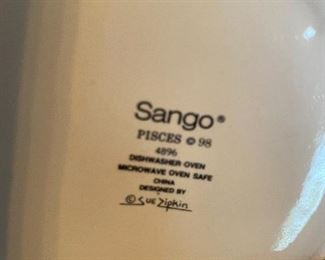 Sango®
PISCES © 98
4896
DISHWASHER OVEN
MICROWAVE OVEN SAFE
CHINA
DESIGNED BY
© Sue Zipkin